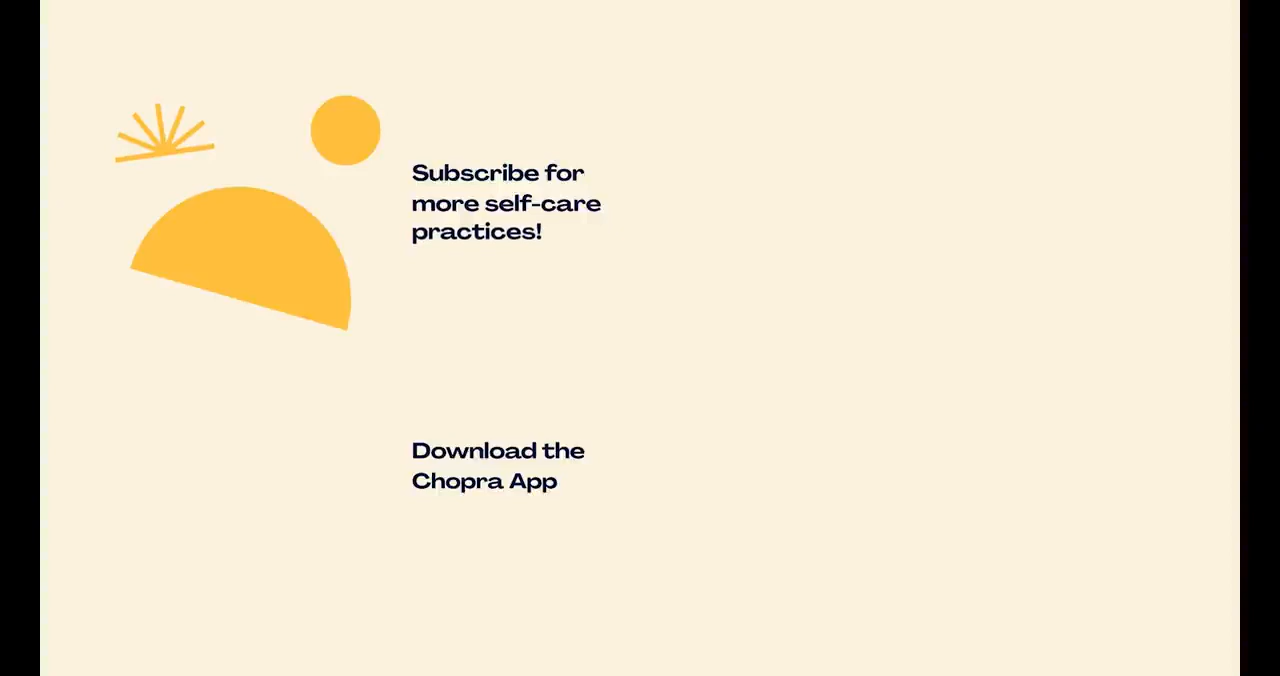 Subscribe for
more self-care
practices!
Download the
Chopra App